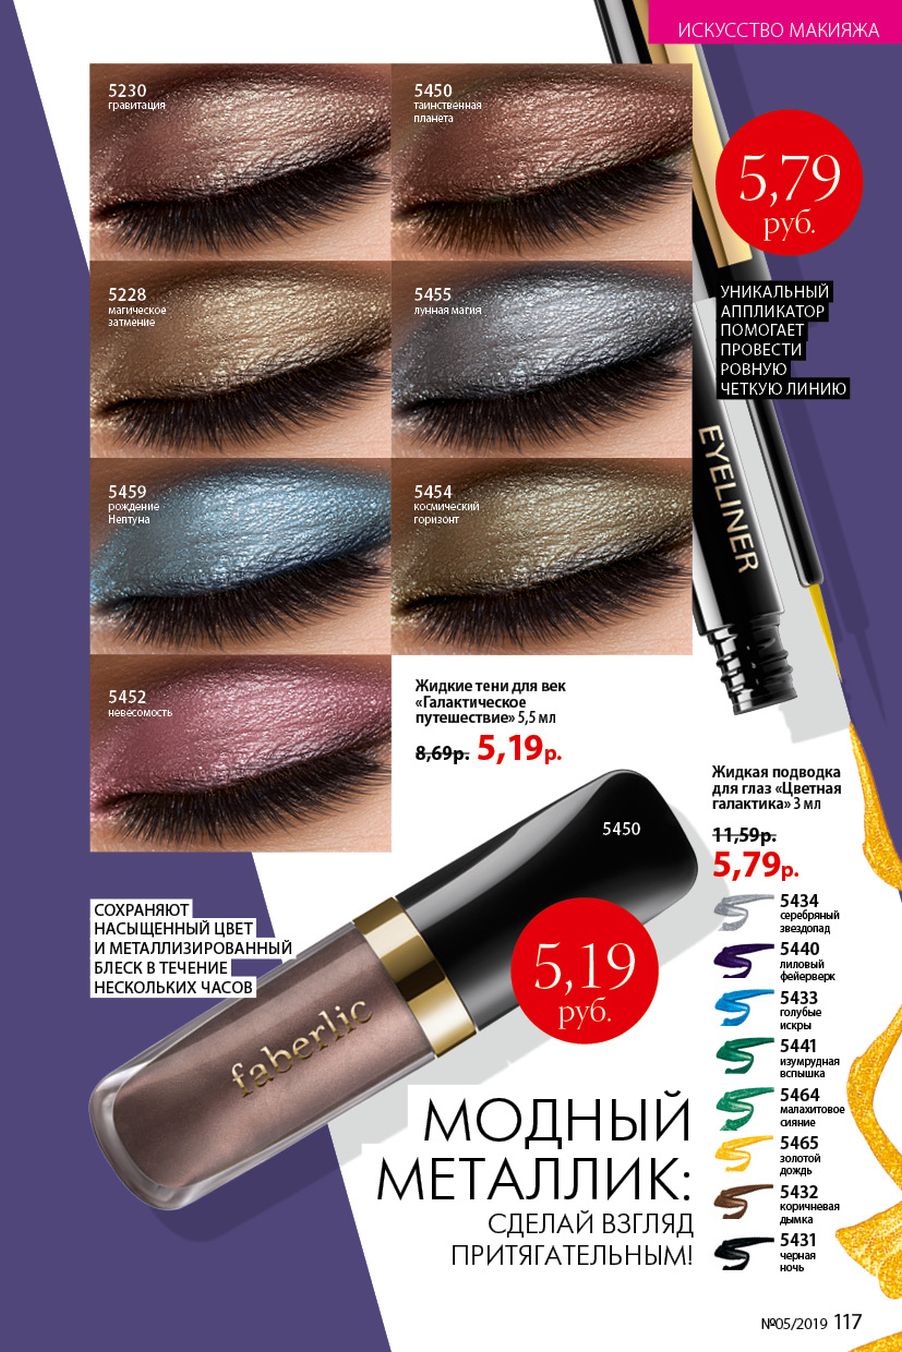 ИСКУССТВО МАКИЯЖА
5230
гравитация
5450
таинственная
планета
5,79
руб.
5228
магическое
затмение
5455
лунная магия
УНИКАЛЬНЫЙ
АППЛИКАТОР
ПОМОГАЕТ
ПРОВЕСТИ
РОВНУЮ
ЧЕТКУЮ ЛИНИЮ
EYELINER
5459
рождение
Нептуна
5454
космический
горизонт
5452
невесомость
Жидкие тени для век
«Галактическое
путешествие» 5,5 мл
8,69р. 5,19р.
Жидкая подводка
для глаз «Цветная
галактика» 3 мл
11,59р.
5,79р.
5450
СОХРАНЯЮТ
НАСЫЩЕННЫЙ ЦВЕТ
И МЕТАЛЛИЗИРОВАННЫЙ
БЛЕСК В ТЕЧЕНИЕ
НЕСКОЛЬКИХ ЧАСОВ
faberlic
5,19
руб.
5434
серебряный
звездопад
5440
лиловый
фейерверк
5433
голубые
искры
5441
изумрудная
вспышка
5464
малахитовое
сияние
5465
золотой
дождь
5432
коричневая
дымка
5431
черная
ночь
МОДНЫЙ
МЕТАЛЛИК:
СДЕЛАЙ ВЗГЛЯД
ПРИТЯГАТЕЛЬНЫМ!
№05/2019 117